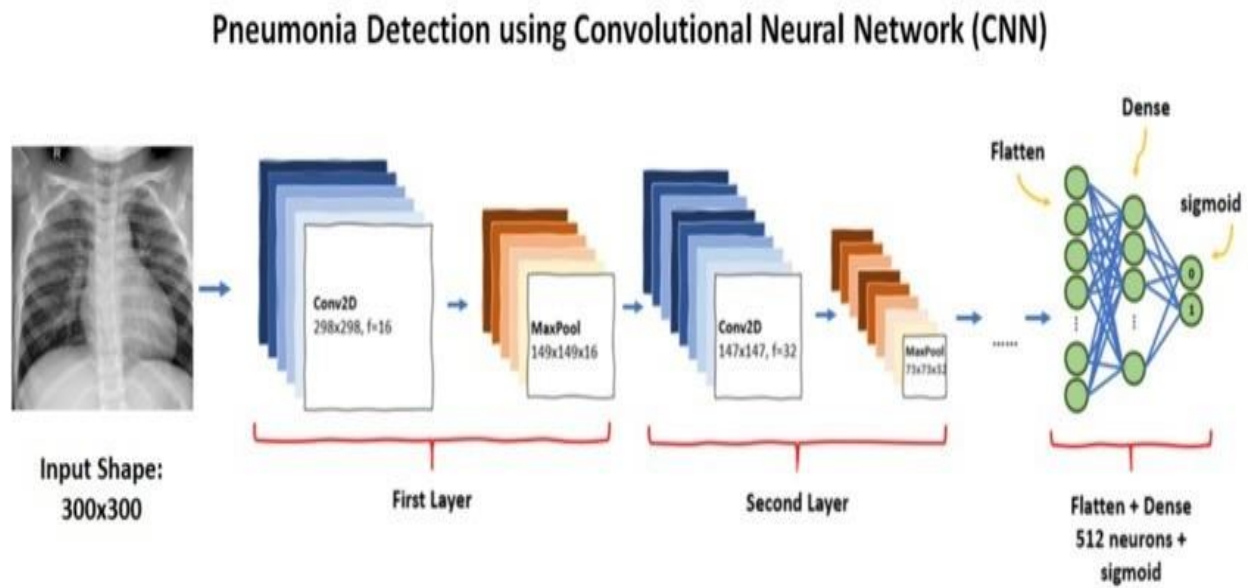 Pneumonia Detection using Convolutional Neural Network (CNN)
Input Shape:
300x300
Conv2D
298x298, f=16
MaxPool
149x149x16
First Layer
Conv2D
147x147, f=32
MaxPool
73x73x32
Second Layer
......
Flatten
Dense
sigmoid
0
1
Flatten + Dense
512 neurons +
sigmoid